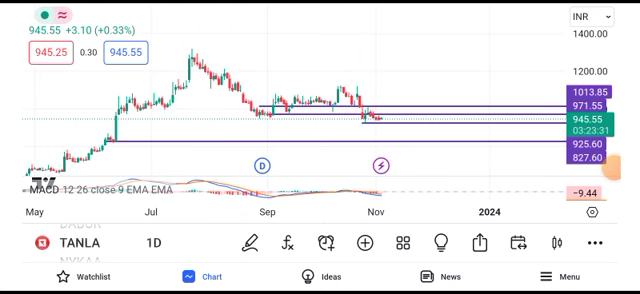 945.55 +3.10 (+0.33%)
INR
945.25 0.30 945.55
1400.00
1200.00
1013.85
971.55
945.55
03:23:31
925.60
827.60
D
MACD 12 26 close 9 EMA EMA
−9.44
May Jul Sep Nov 2024
TANLA 1D
Watchlist Chart Ideas News Menu